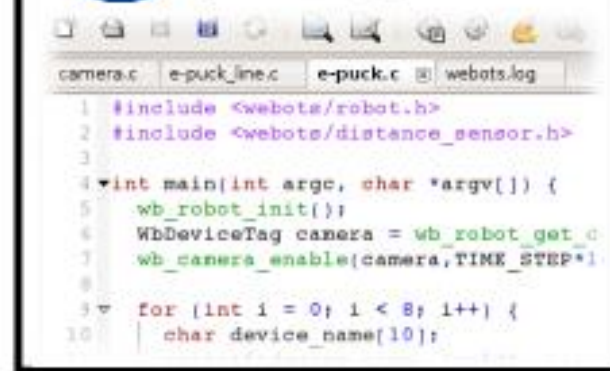 camera.c e-puck_line.c e-puck.c webots.log
1 #include <webots/robot.h>
2 #include <webots/distance_sensor.h>
3
4 int main(int argc, char *argv[]) {
5 wb_robot_init();
6 WbDeviceTag camera = wb_robot_get_c
7 wb_camera_enable(camera,TIME_STEP*1
8
9 for (int i = 0; i < 8; i++) {
10 char device_name[10];